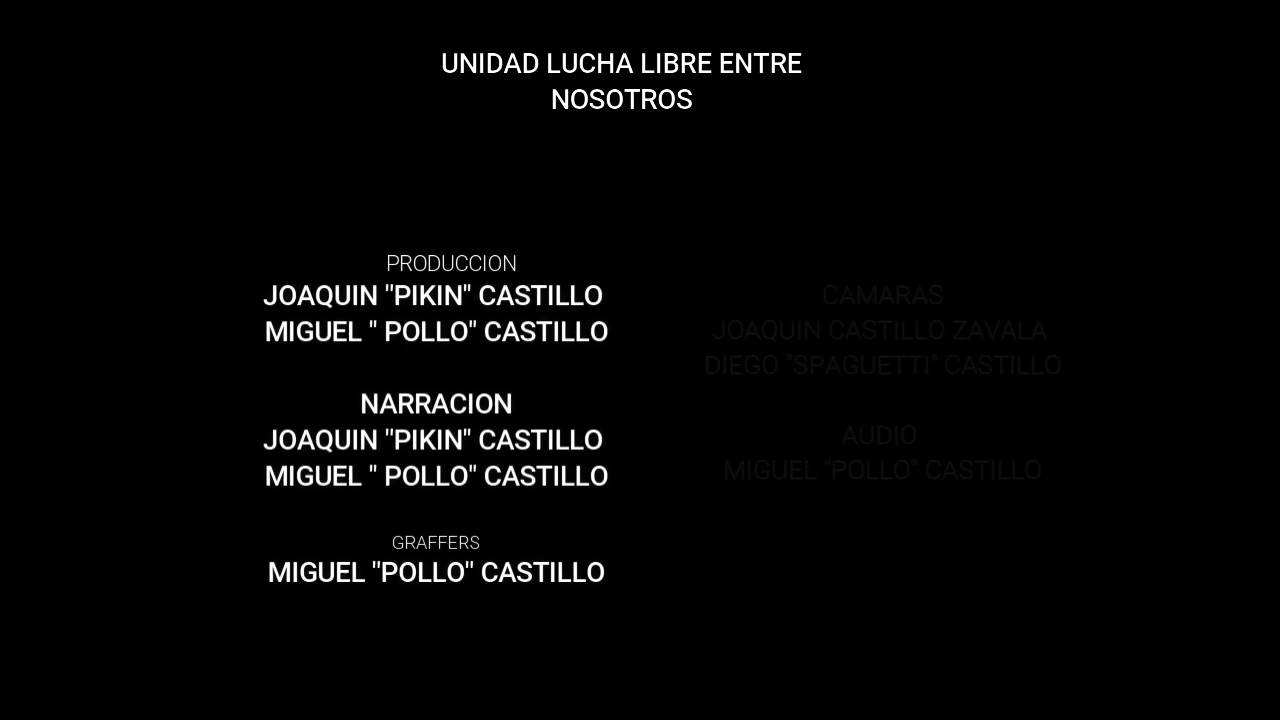 UNIDAD LUCHA LIBRE ENTRE
NOSOTROS
PRODUCCION
JOAQUIN "PIKIN" CASTILLO
MIGUEL " POLLO" CASTILLO
NARRACION
JOAQUIN "PIKIN" CASTILLO
MIGUEL " POLLO" CASTILLO
GRAFFERS
MIGUEL "POLLO" CASTILLO
CAMARAS
JOAQUIN CASTILLO ZAVALA
DIEGO "SPAGUETTI" CASTILLO
AUDIO
MIGUEL "POLLO" CASTILLO